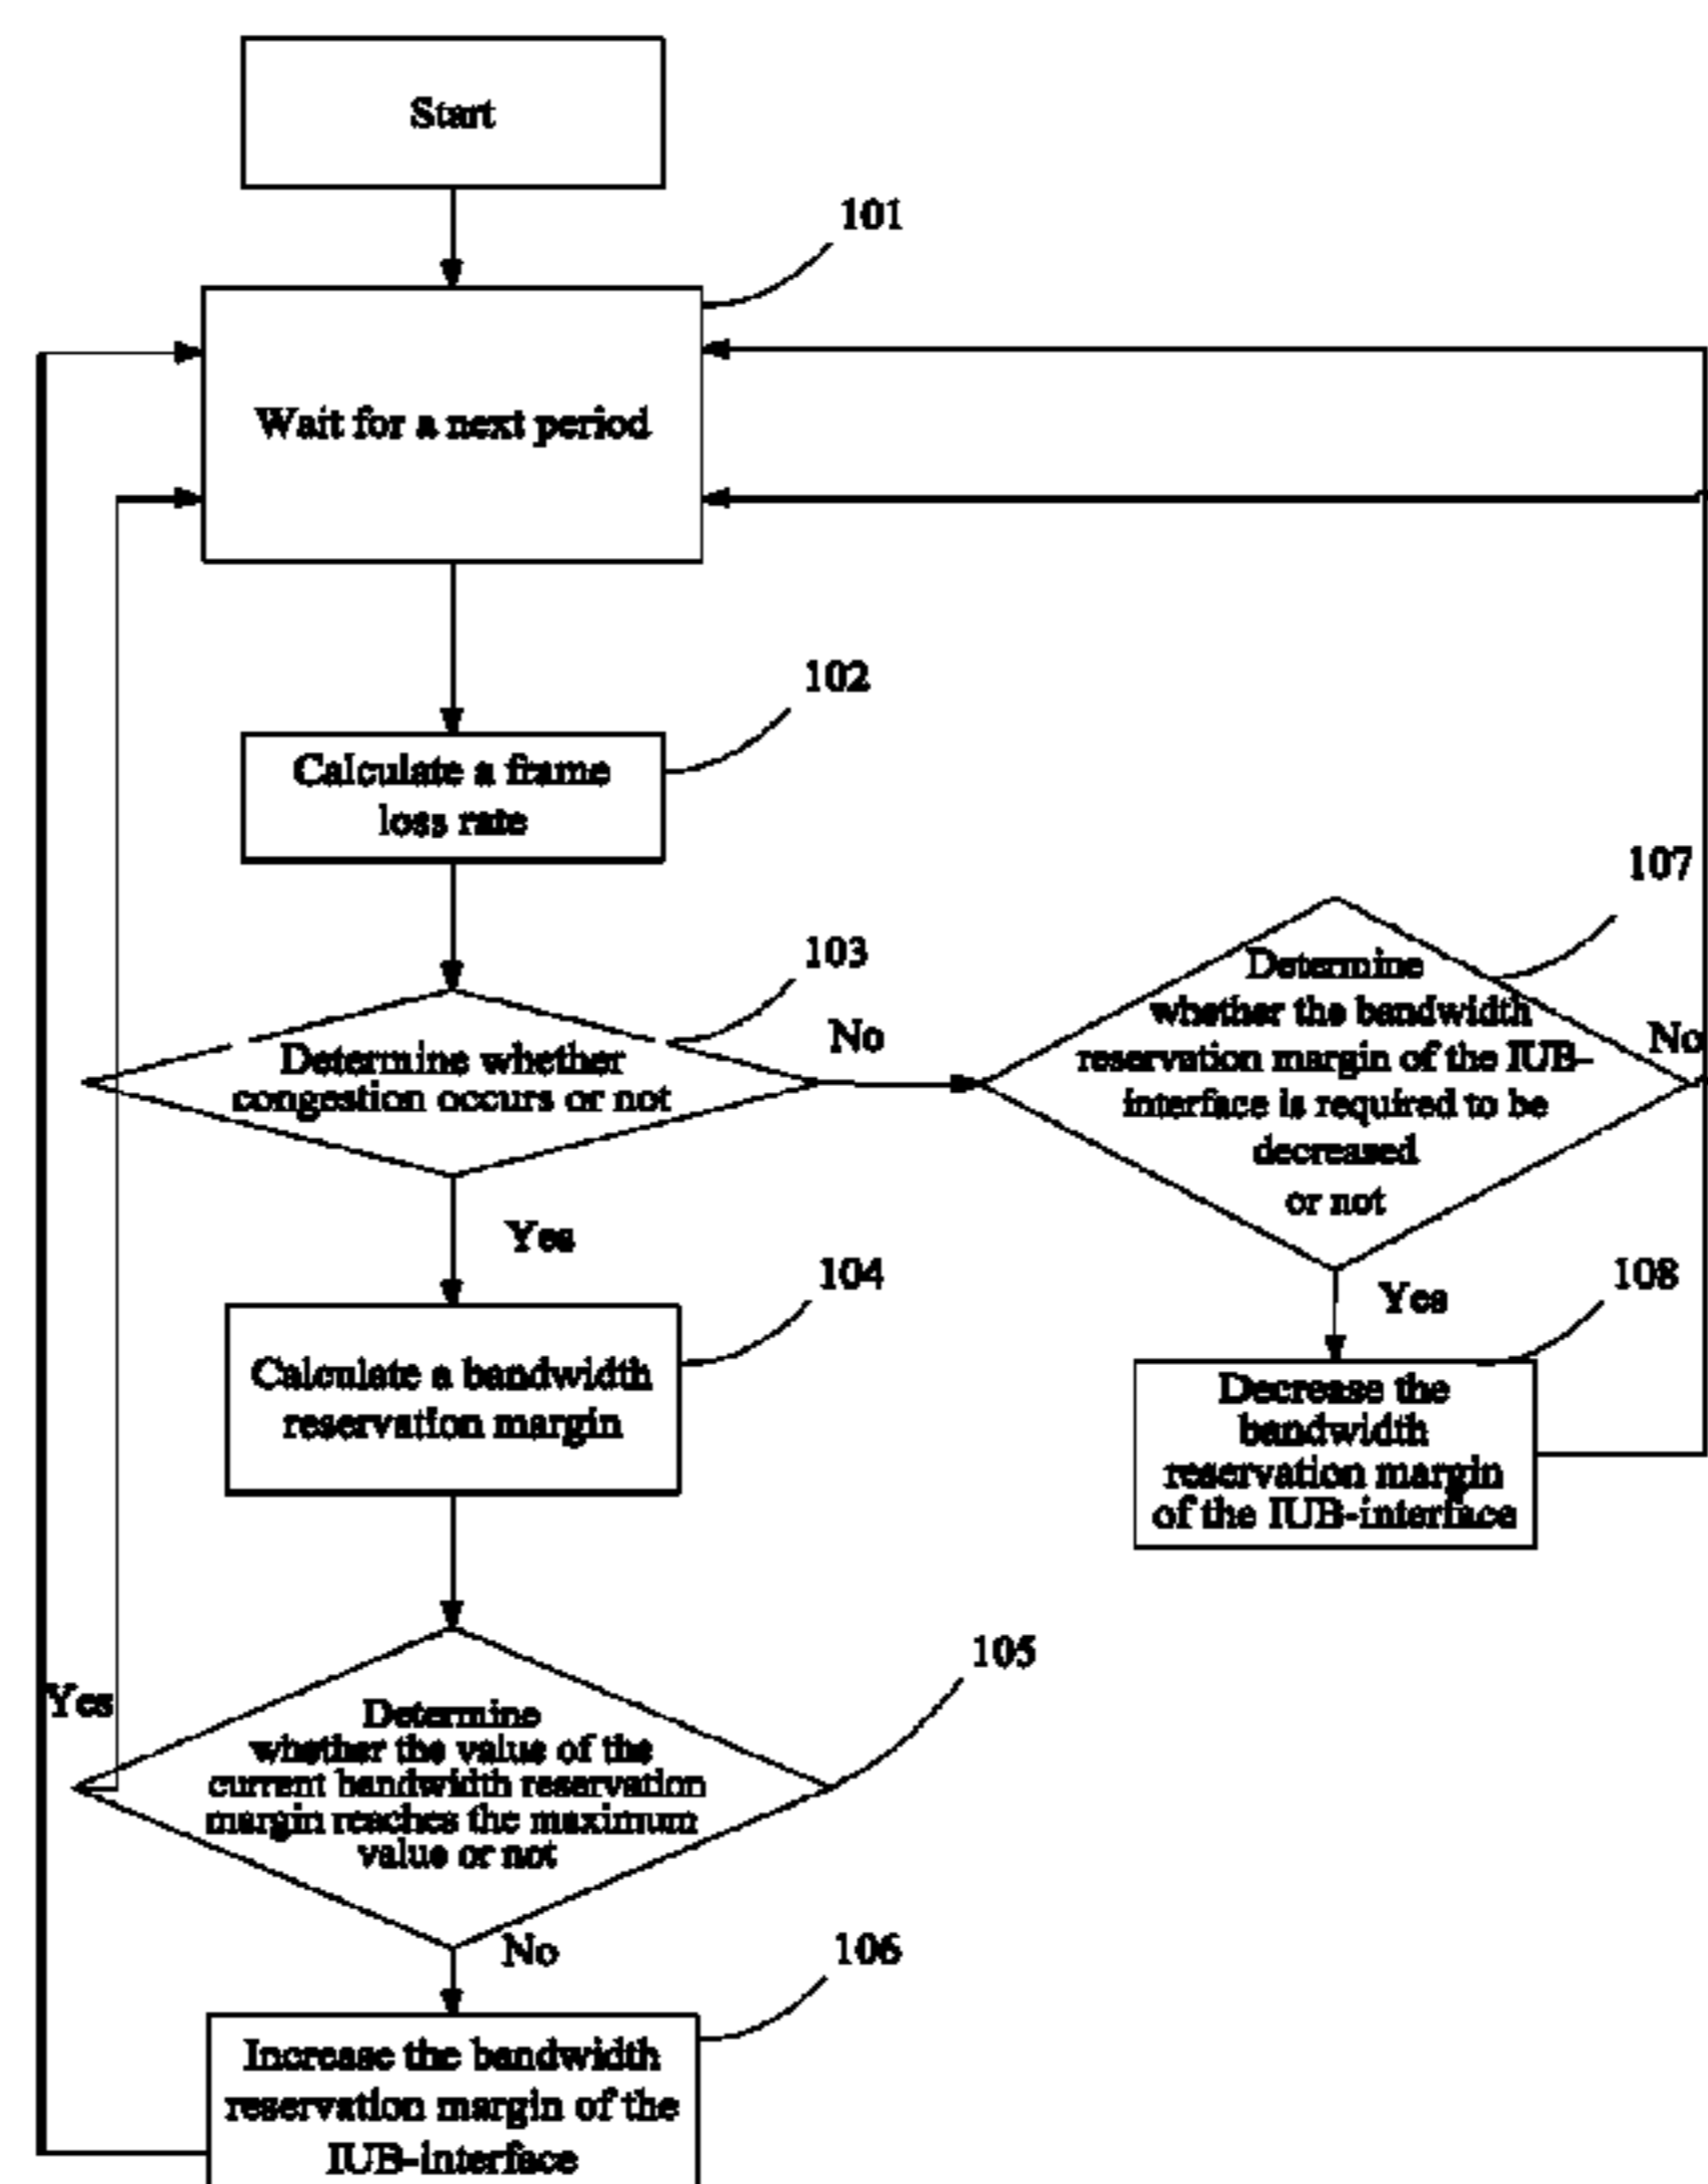 Start
101
Wait for a next period
102
Calculate a frame
loss rate
103
Determine whether
congestion occurs or not
No
107
Determine
whether the bandwidth
reservation margin of the IUB-
interface is required to be
decreased
or not
No
Yes
104
Calculate a bandwidth
reservation margin
Yes
108
Decrease the
bandwidth
reservation margin
of the IUB-interface
105
Yes
Determine
whether the value of the
current bandwidth reservation
margin reaches the maximum
value or not
No
106
Increase the bandwidth
reservation margin of the
IUB-interface